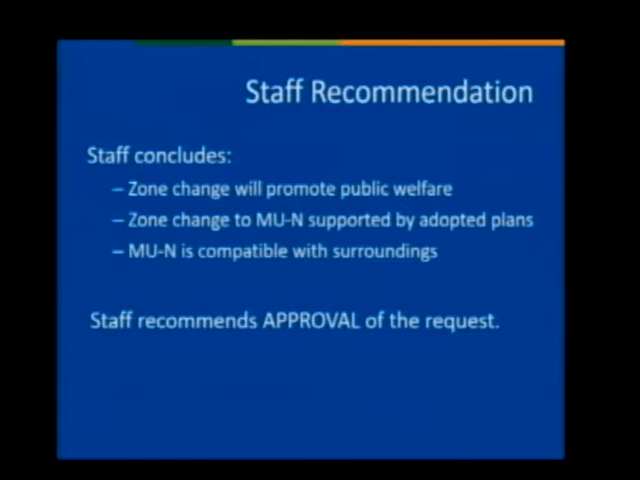 Staff Recommendation
Staff concludes:
– Zone change will promote public welfare
– Zone change to MU-N supported by adopted plans
– MU-N is compatible with surroundings
Staff recommends APPROVAL of the request.